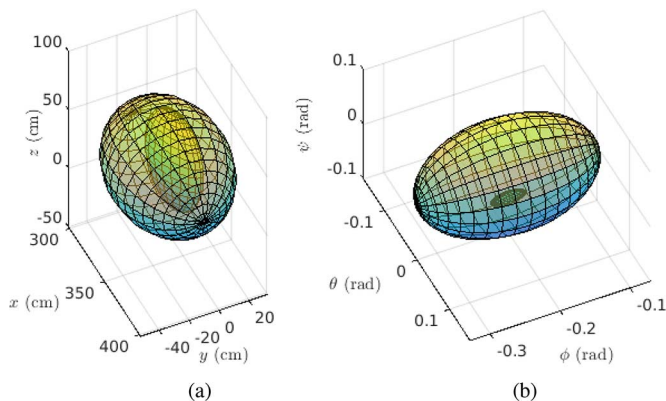 100
50
z (cm)
0
-50
300
x (cm)
350
400
-40
-20
0
20
y (cm)
(a)
0.1
ψ (rad)
0
-0.1
-0.1
θ (rad)
0
0.1
-0.3
-0.2
-0.1
ϕ (rad)
(b)